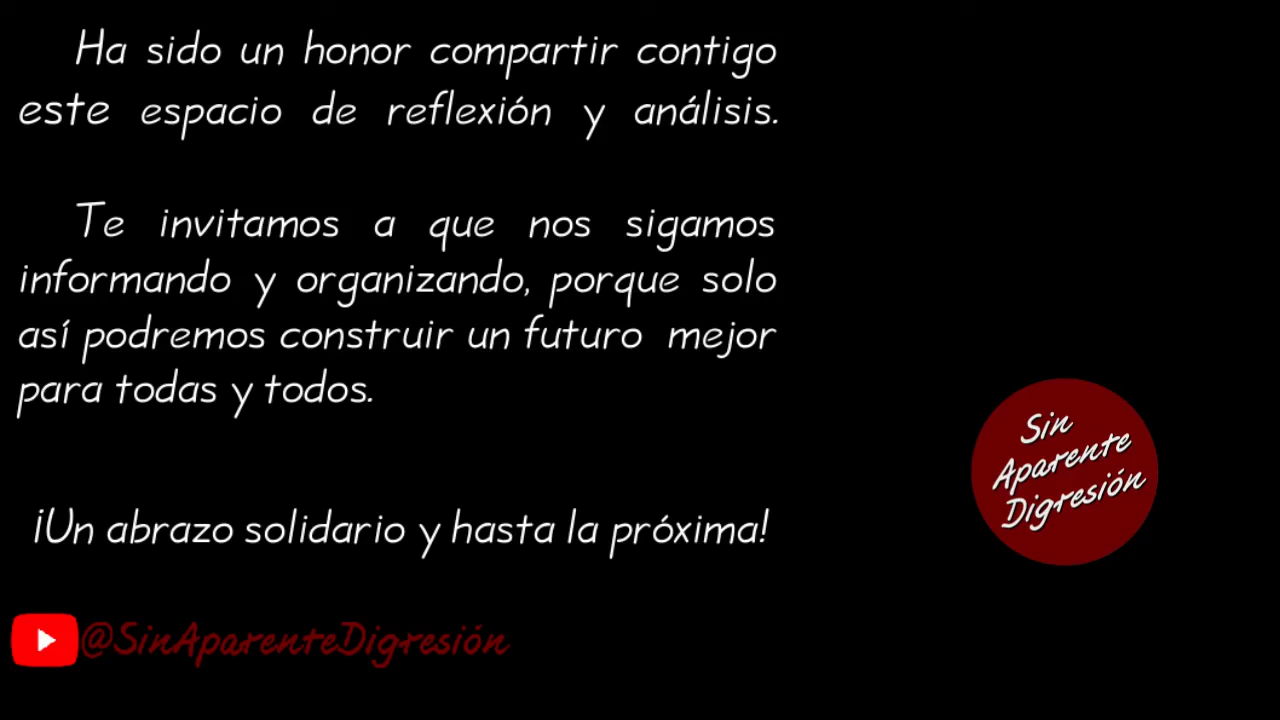 Ha sido un honor compartir contigo
este espacio de reflexión y análisis.
Te invitamos a que nos sigamos
informando y organizando, porque solo
así podremos construir un futuro mejor
para todas y todos.
¡Un abrazo solidario y hasta la próxima!
@SinAparenteDigresión
Sin
Aparente
Digresión